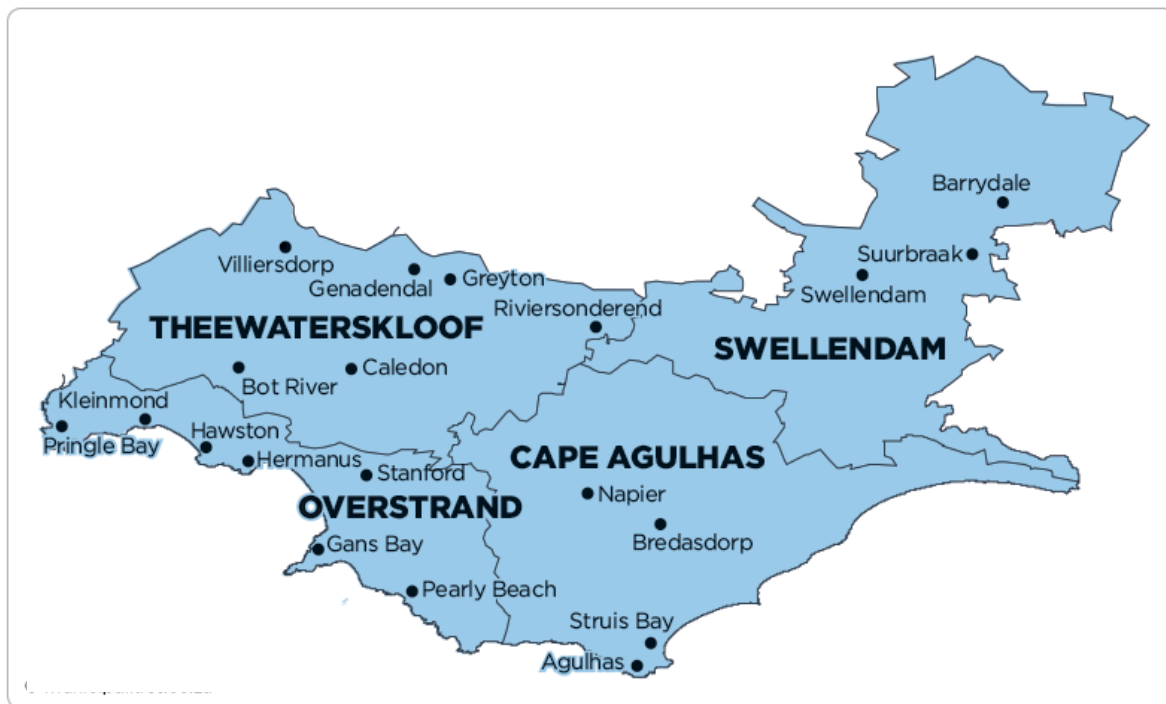 Barrydale
Suurbraak
Swellendam
Villiersdorp
Genadendal
Greyton
Riviersonderend
THEEWATERSKLOOF
SWELLENDAM
Bot River
Caledon
Kleinmond
Pringle Bay
Hawston
Hermanus
Stanford
CAPE AGULHAS
Napier
OVERSTRAND
Bredasdorp
Gans Bay
Pearly Beach
Struis Bay
Agulhas